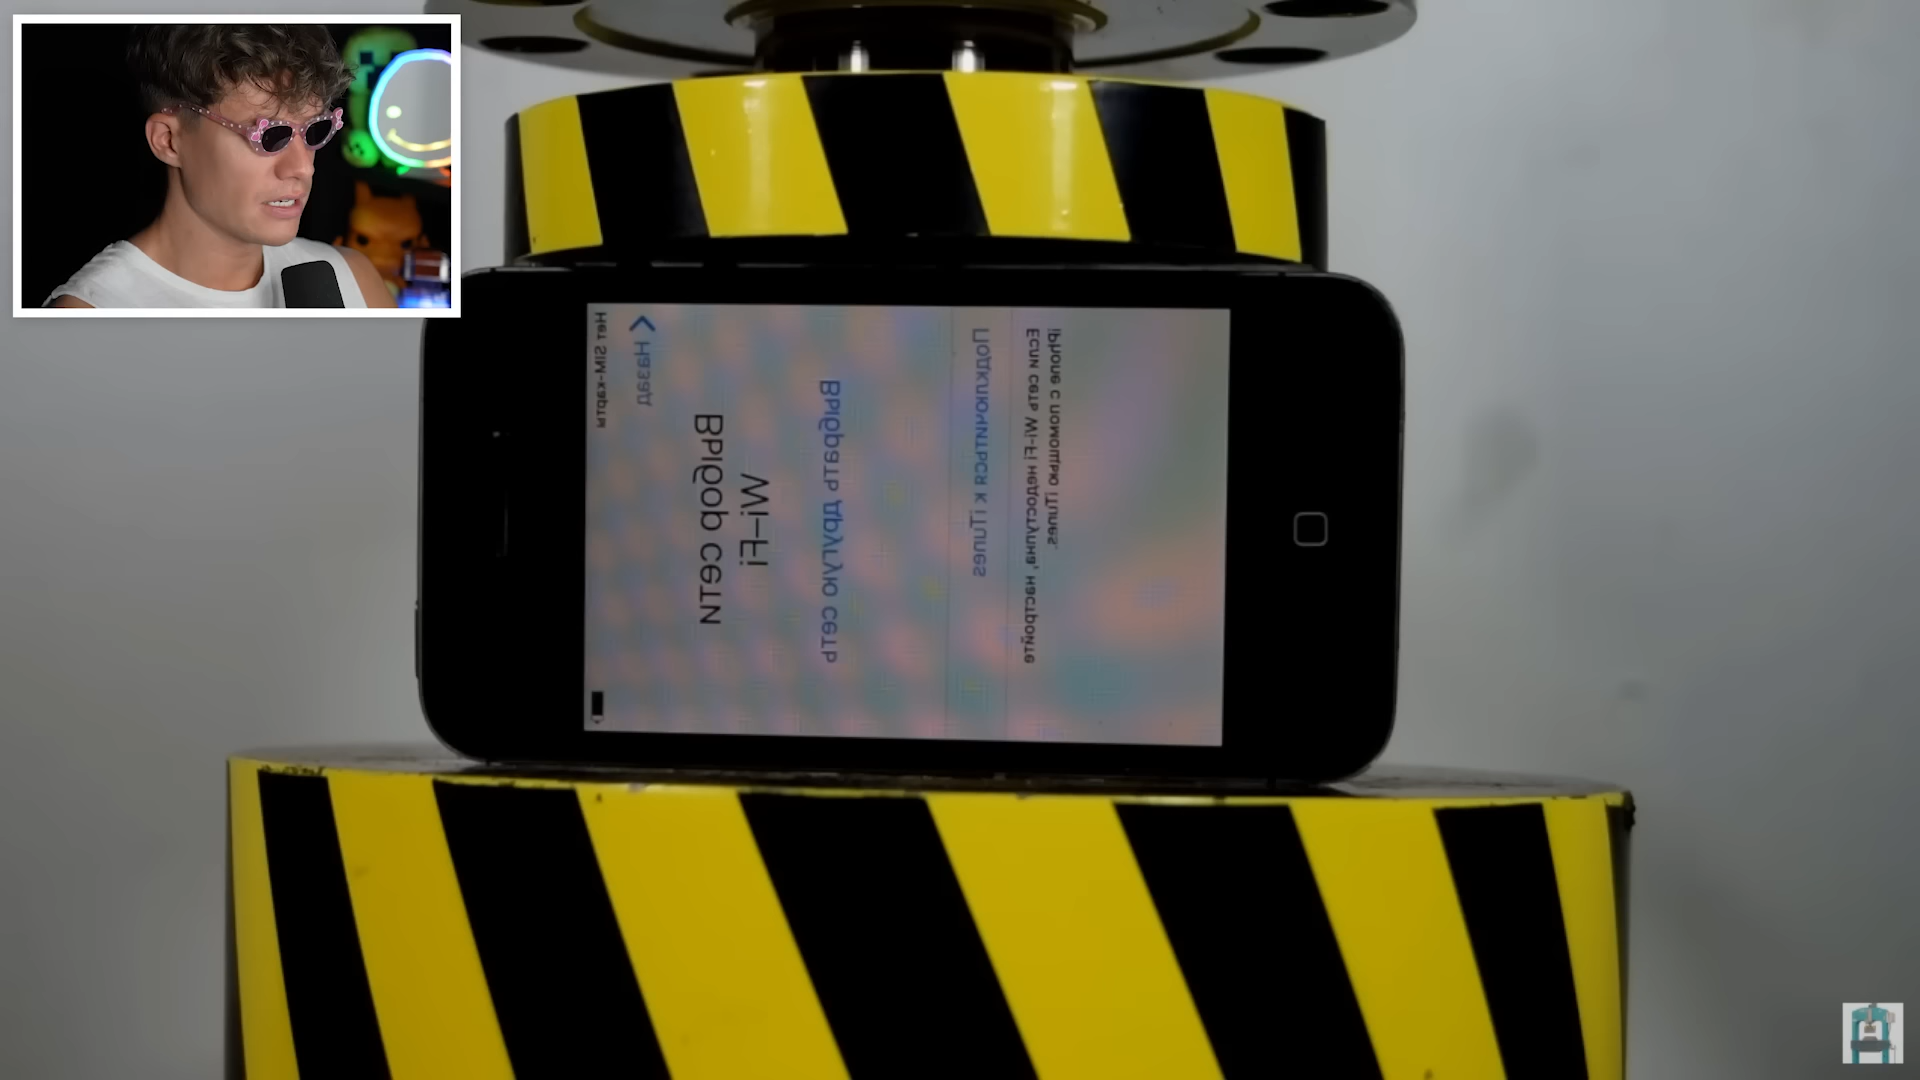 Нет SIM-карты
Назад
Выбор сети
Wi-Fi
Выбрать другую сеть
Подключиться к iTunes
Если сеть Wi-Fi недоступна, настройте
iPhone с помощью iTunes.